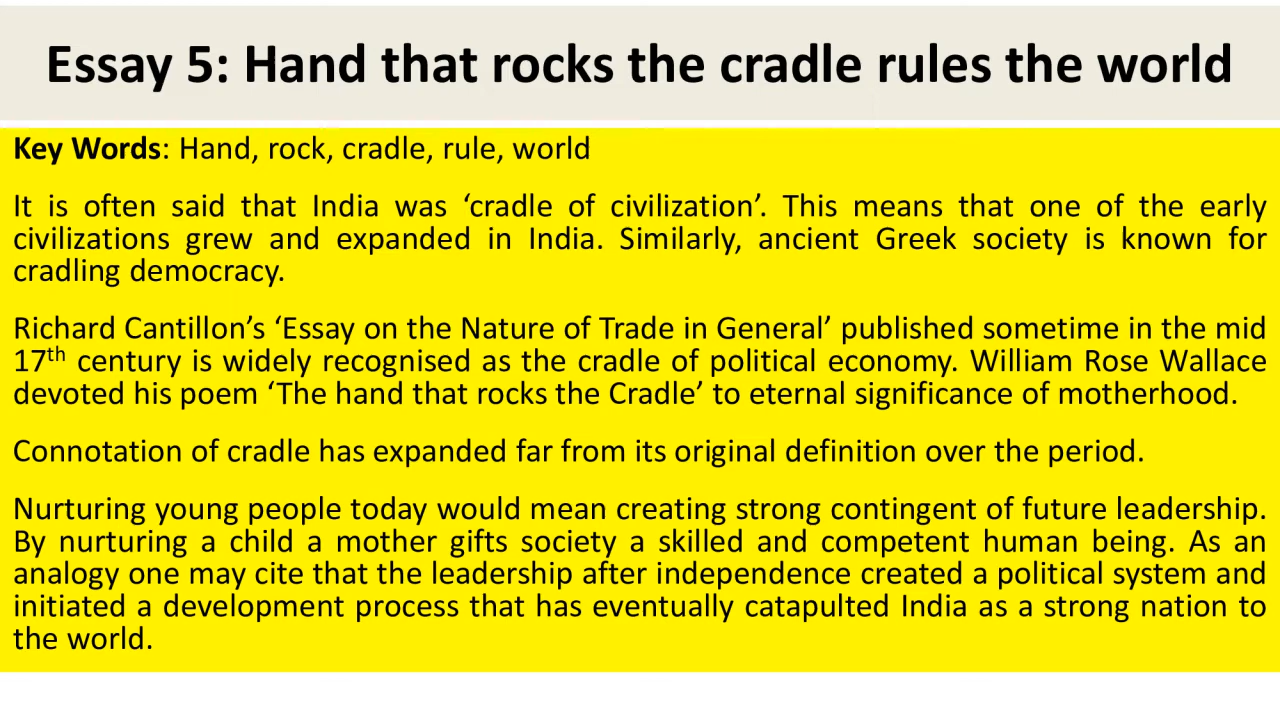 Essay 5: Hand that rocks the cradle rules the world
Key Words: Hand, rock, cradle, rule, world
It is often said that India was ‘cradle of civilization’. This means that one of the early
civilizations grew and expanded in India. Similarly, ancient Greek society is known for
cradling democracy.
Richard Cantillon’s ‘Essay on the Nature of Trade in General’ published sometime in the mid
17th century is widely recognised as the cradle of political economy. William Rose Wallace
devoted his poem ‘The hand that rocks the Cradle’ to eternal significance of motherhood.
Connotation of cradle has expanded far from its original definition over the period.
Nurturing young people today would mean creating strong contingent of future leadership.
By nurturing a child a mother gifts society a skilled and competent human being. As an
analogy one may cite that the leadership after independence created a political system and
initiated a development process that has eventually catapulted India as a strong nation to
the world.